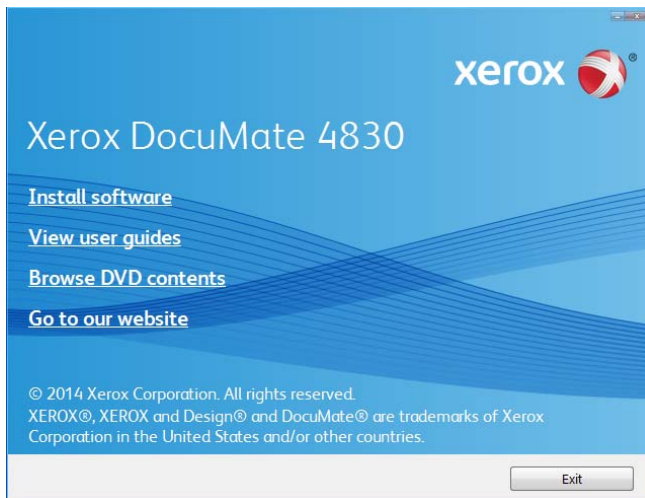 xerox ®
Xerox DocuMate 4830
Install software
View user guides
Browse DVD contents
Go to our website
© 2014 Xerox Corporation. All rights reserved.
XEROX®, XEROX and Design® and DocuMate® are trademarks of Xerox
Corporation in the United States and/or other countries.
Exit